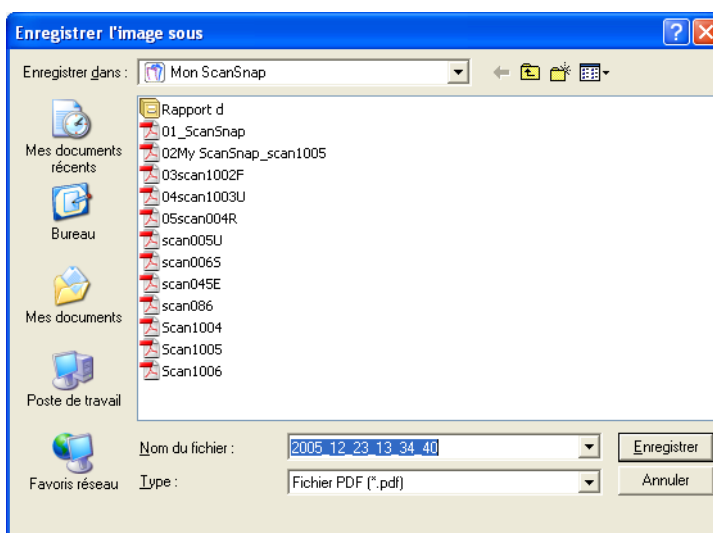 Enregistrer l'image sous
Enregistrer dans :
Mon ScanSnap
Mes documents
récents
Bureau
Mes documents
Poste de travail
Favoris réseau
Rapport d
01_ScanSnap
02My ScanSnap_scan1005
03scan1002F
04scan1003U
05scan004R
scan005U
scan006S
scan045E
scan086
Scan1004
Scan1005
Scan1006
Nom du fichier :
2005_12_23_13_34_40
Enregistrer
Type :
Fichier PDF (*.pdf)
Annuler